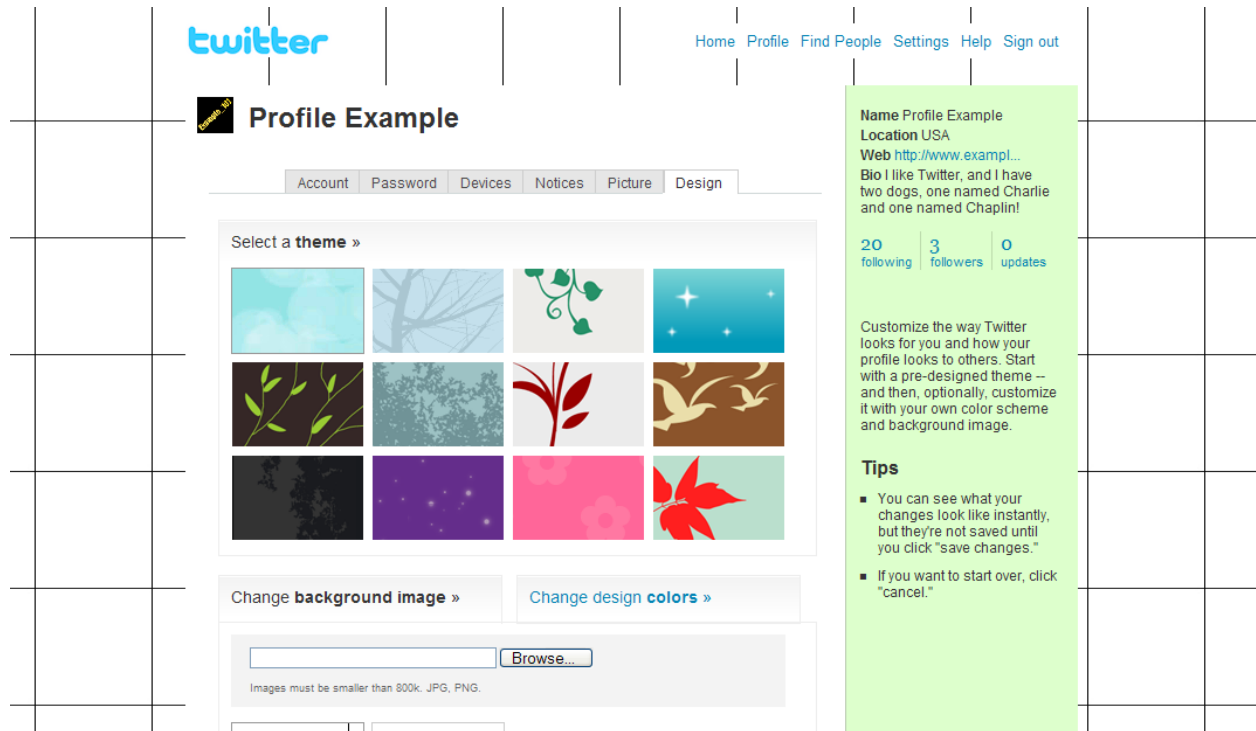 twitter
Home Profile Find People Settings Help Sign out
Example_101
Profile Example
Account Password Devices Notices Picture Design
Select a theme »
Change background image »
Change design colors »
Browse...
Images must be smaller than 800k. JPG, PNG.
Name Profile Example
Location USA
Web http://www.exampl...
Bio I like Twitter, and I have
two dogs, one named Charlie
and one named Chaplin!
20 3 0
following followers updates
Customize the way Twitter
looks for you and how your
profile looks to others. Start
with a pre-designed theme --
and then, optionally, customize
it with your own color scheme
and background image.
Tips
You can see what your
changes look like instantly,
but they're not saved until
you click "save changes."
If you want to start over, click
"cancel."